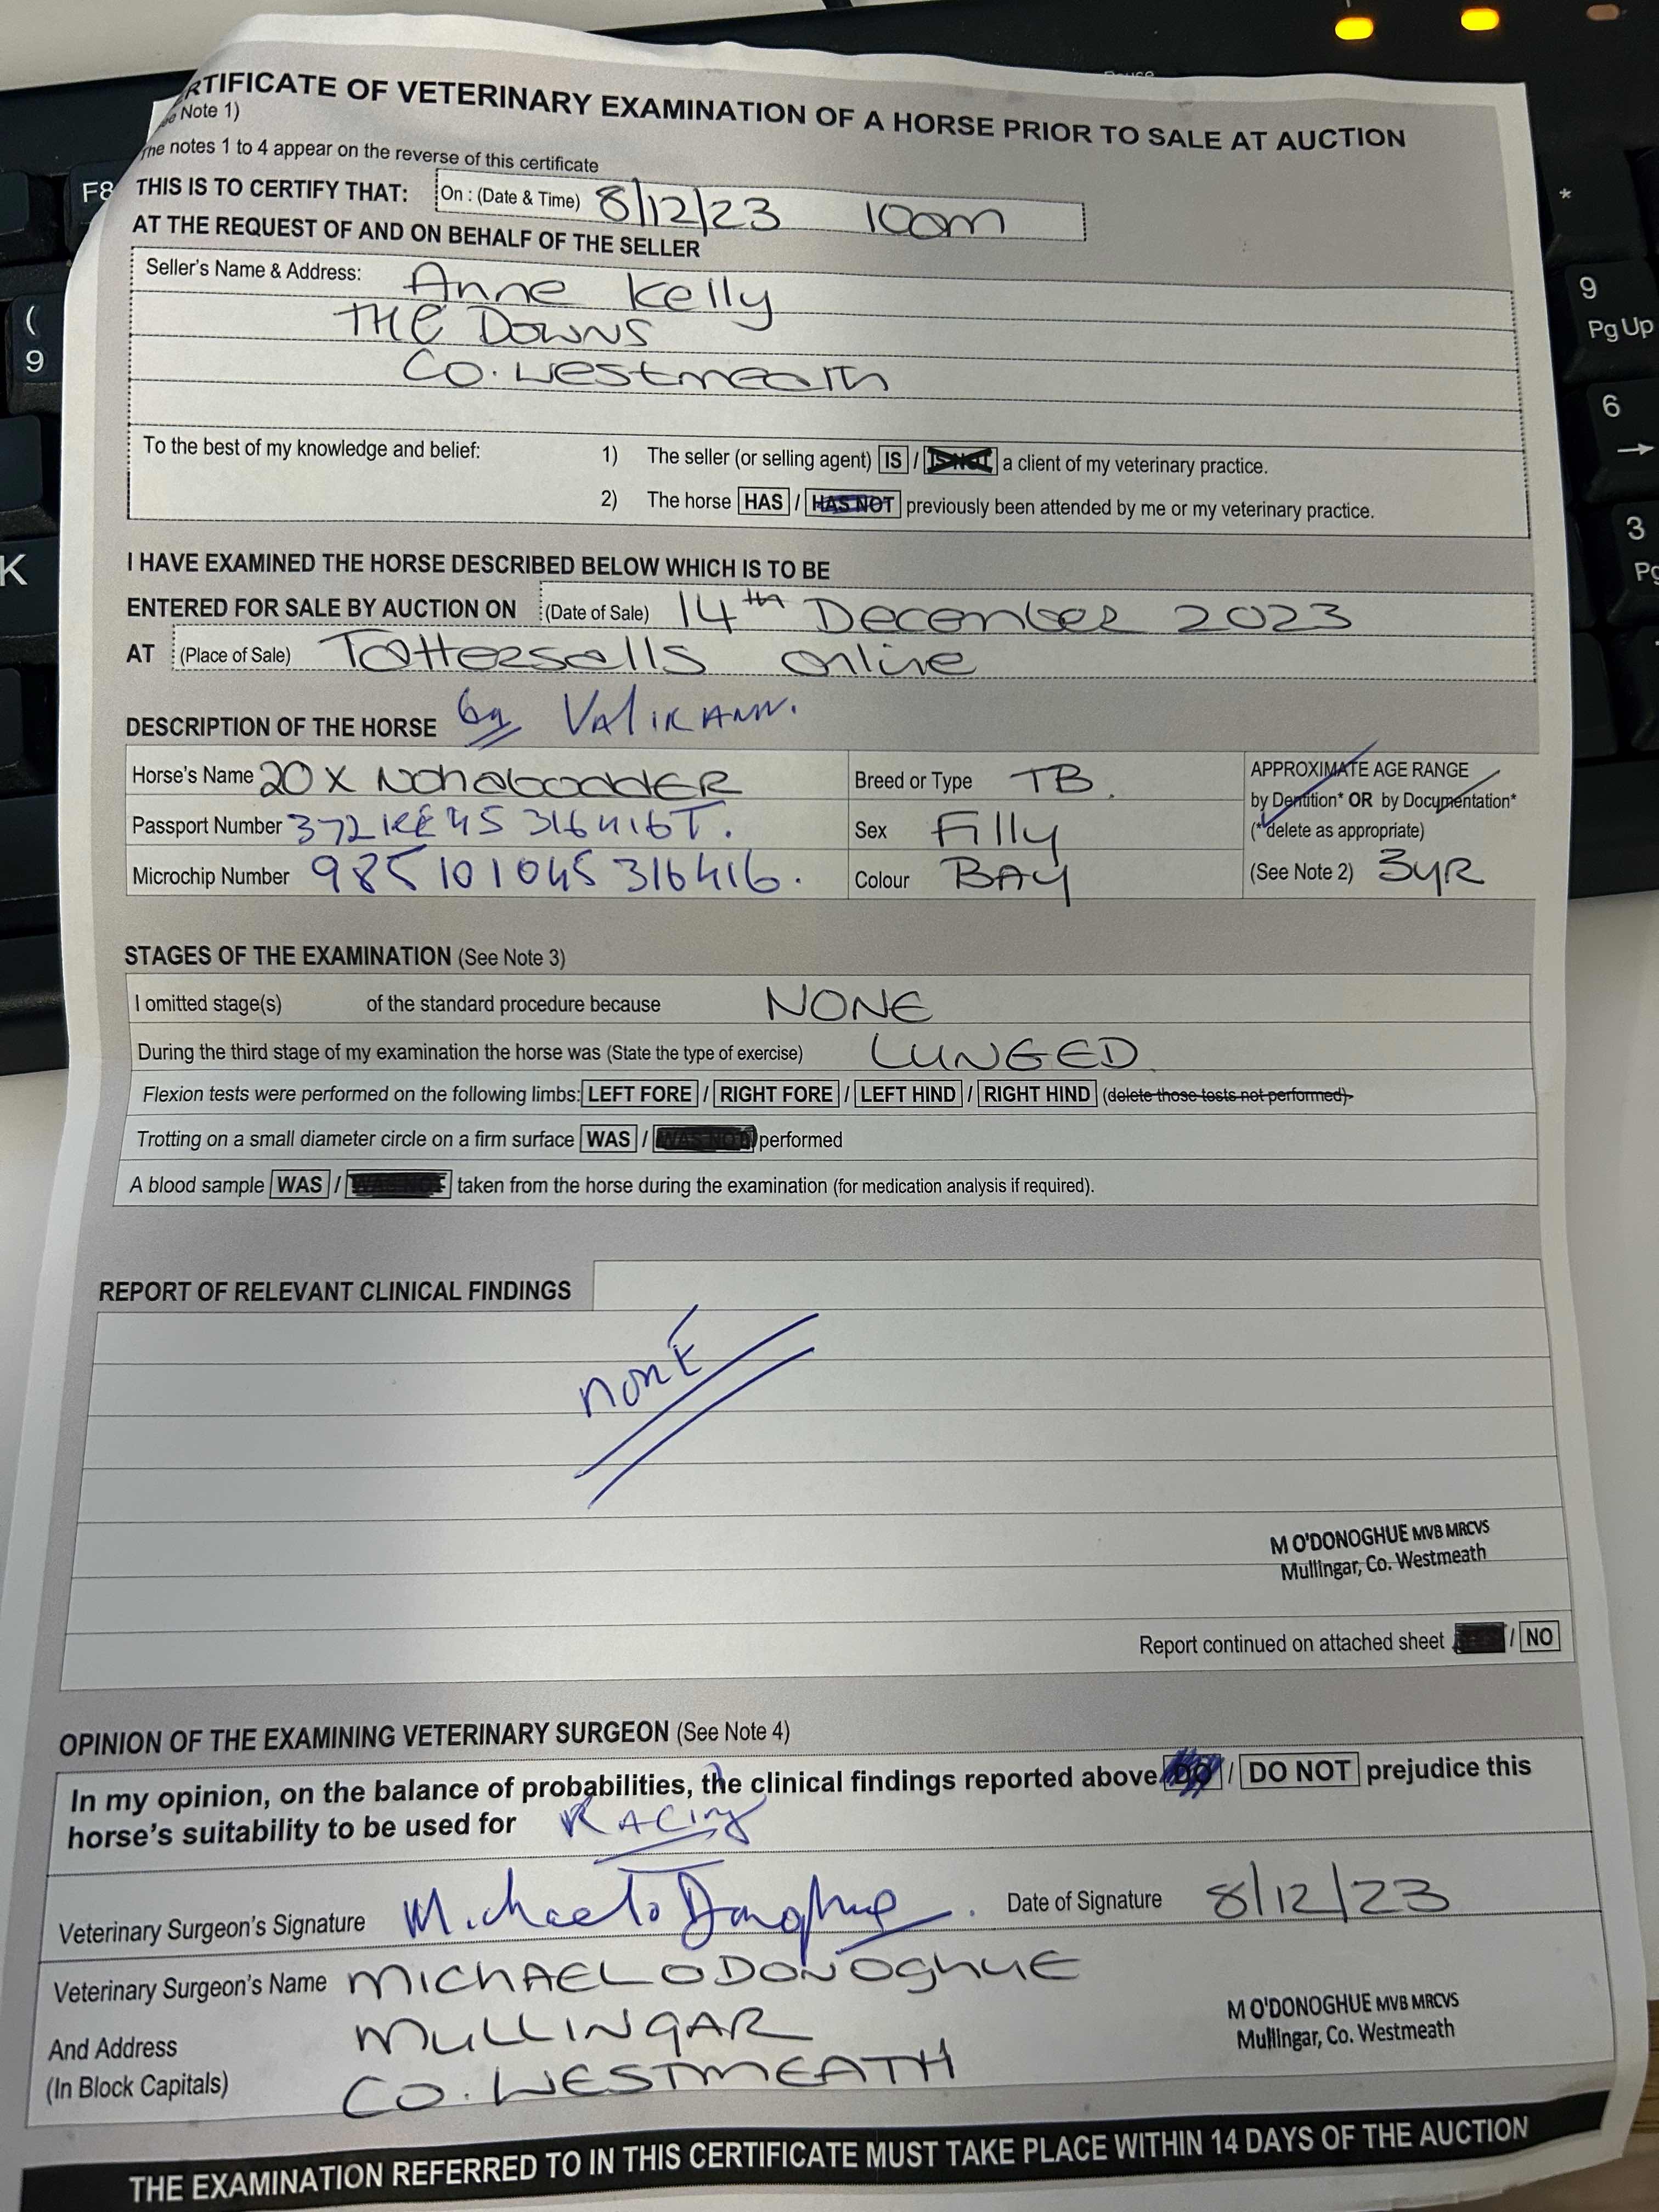 RTIFICATE OF VETERINARY EXAMINATION OF A HORSE PRIOR TO SALE AT AUCTION
ee Note 1)
The notes 1 to 4 appear on the reverse of this certificate
THIS IS TO CERTIFY THAT: On : (Date & Time) 8/12/23 10am
AT THE REQUEST OF AND ON BEHALF OF THE SELLER
Seller's Name & Address: Anne Kelly
THE DOWNS
Co. Westmeath
To the best of my knowledge and belief: 1) The seller (or selling agent) IS / IS NOT a client of my veterinary practice.
2) The horse HAS / HAS NOT previously been attended by me or my veterinary practice.
I HAVE EXAMINED THE HORSE DESCRIBED BELOW WHICH IS TO BE
ENTERED FOR SALE BY AUCTION ON (Date of Sale) 14th December 2023
AT (Place of Sale) Tattersalls online
DESCRIPTION OF THE HORSE by Valirann.
Horse's Name 20 X Nohaboadder Breed or Type TB.
Passport Number 372KE45316416T. Sex Filly
Microchip Number 985101045316416. Colour BAY
APPROXIMATE AGE RANGE
by Dentition* OR by Documentation*
(*delete as appropriate)
(See Note 2) 3YR
STAGES OF THE EXAMINATION (See Note 3)
I omitted stage(s) of the standard procedure because NONE
During the third stage of my examination the horse was (State the type of exercise) LUNGED
Flexion tests were performed on the following limbs: LEFT FORE / RIGHT FORE / LEFT HIND / RIGHT HIND (delete those tests not performed)
Trotting on a small diameter circle on a firm surface WAS / WAS NOT performed
A blood sample WAS / WAS NOT taken from the horse during the examination (for medication analysis if required).
REPORT OF RELEVANT CLINICAL FINDINGS
nonE
M O'DONOGHUE MVB MRCVS
Mullingar, Co. Westmeath
Report continued on attached sheet / NO
OPINION OF THE EXAMINING VETERINARY SURGEON (See Note 4)
In my opinion, on the balance of probabilities, the clinical findings reported above DO / DO NOT prejudice this
horse's suitability to be used for Racing
Veterinary Surgeon's Signature Michael O'Donoghue. Date of Signature 8/12/23
Veterinary Surgeon's Name MICHAEL O DONOGHUE
And Address MULLINGAR
(In Block Capitals) CO. WESTMEATH
M O'DONOGHUE MVB MRCVS
Mullingar, Co. Westmeath
THE EXAMINATION REFERRED TO IN THIS CERTIFICATE MUST TAKE PLACE WITHIN 14 DAYS OF THE AUCTION
F8
(
9
K
*
9
Pg Up
6
→
3